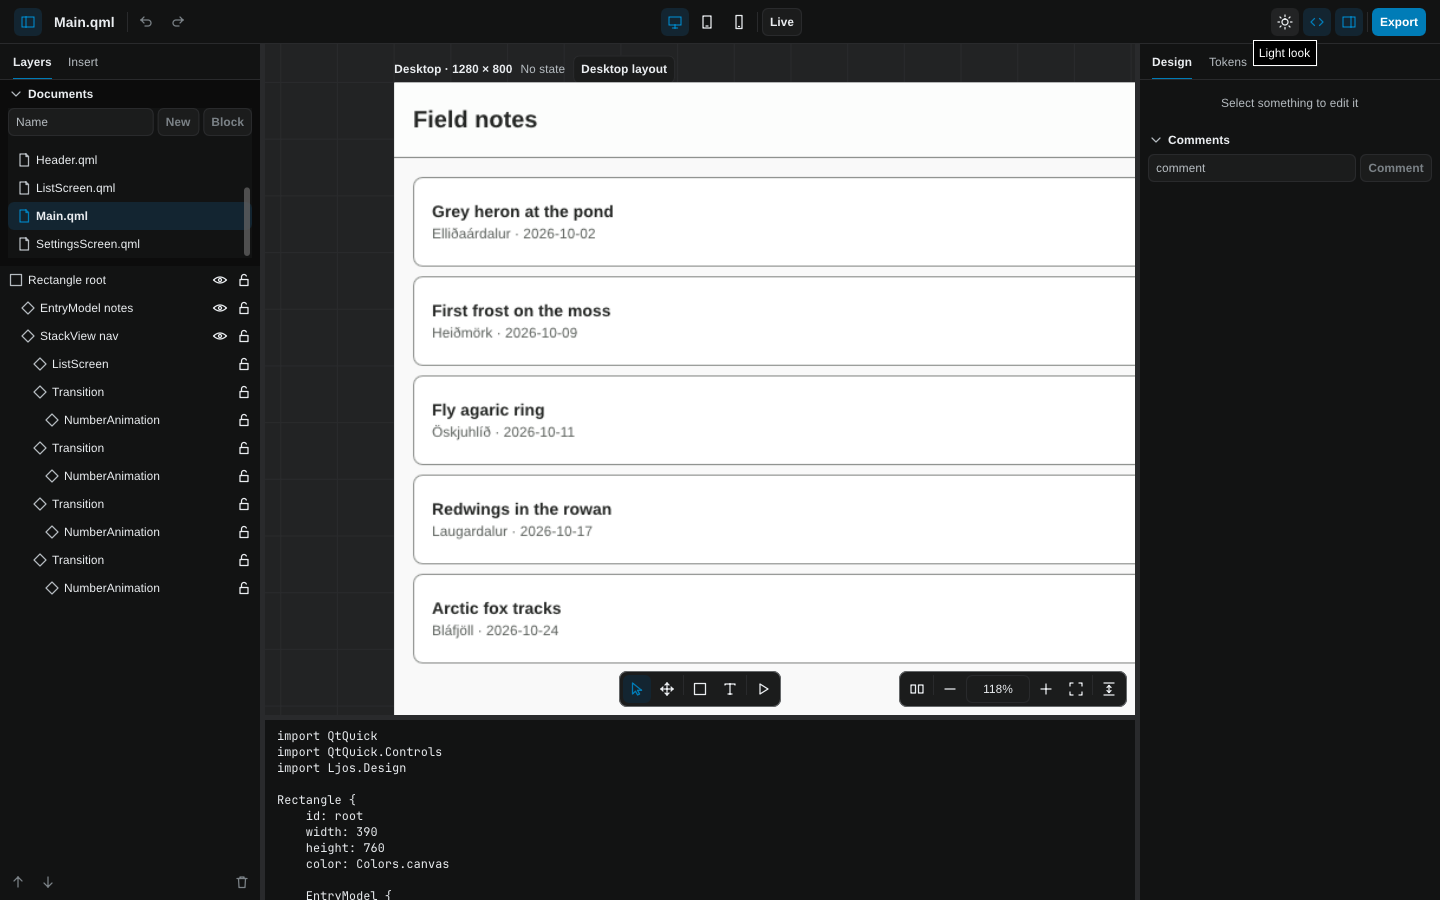 Main.qml
Live
Export
Light look
Layers
Insert
Documents
Name
New
Block
Header.qml
ListScreen.qml
Main.qml
SettingsScreen.qml
Rectangle root
EntryModel notes
StackView nav
ListScreen
Transition
NumberAnimation
Transition
NumberAnimation
Transition
NumberAnimation
Transition
NumberAnimation
Desktop · 1280 × 800
No state
Desktop layout
Field notes
Grey heron at the pond
Elliðaárdalur · 2026-10-02
First frost on the moss
Heiðmörk · 2026-10-09
Fly agaric ring
Öskjuhlíð · 2026-10-11
Redwings in the rowan
Laugardalur · 2026-10-17
Arctic fox tracks
Bláfjöll · 2026-10-24
118%
import QtQuick
import QtQuick.Controls
import Ljos.Design
Rectangle {
id: root
width: 390
height: 760
color: Colors.canvas
EntryModel {
Design
Tokens
Select something to edit it
Comments
comment
Comment